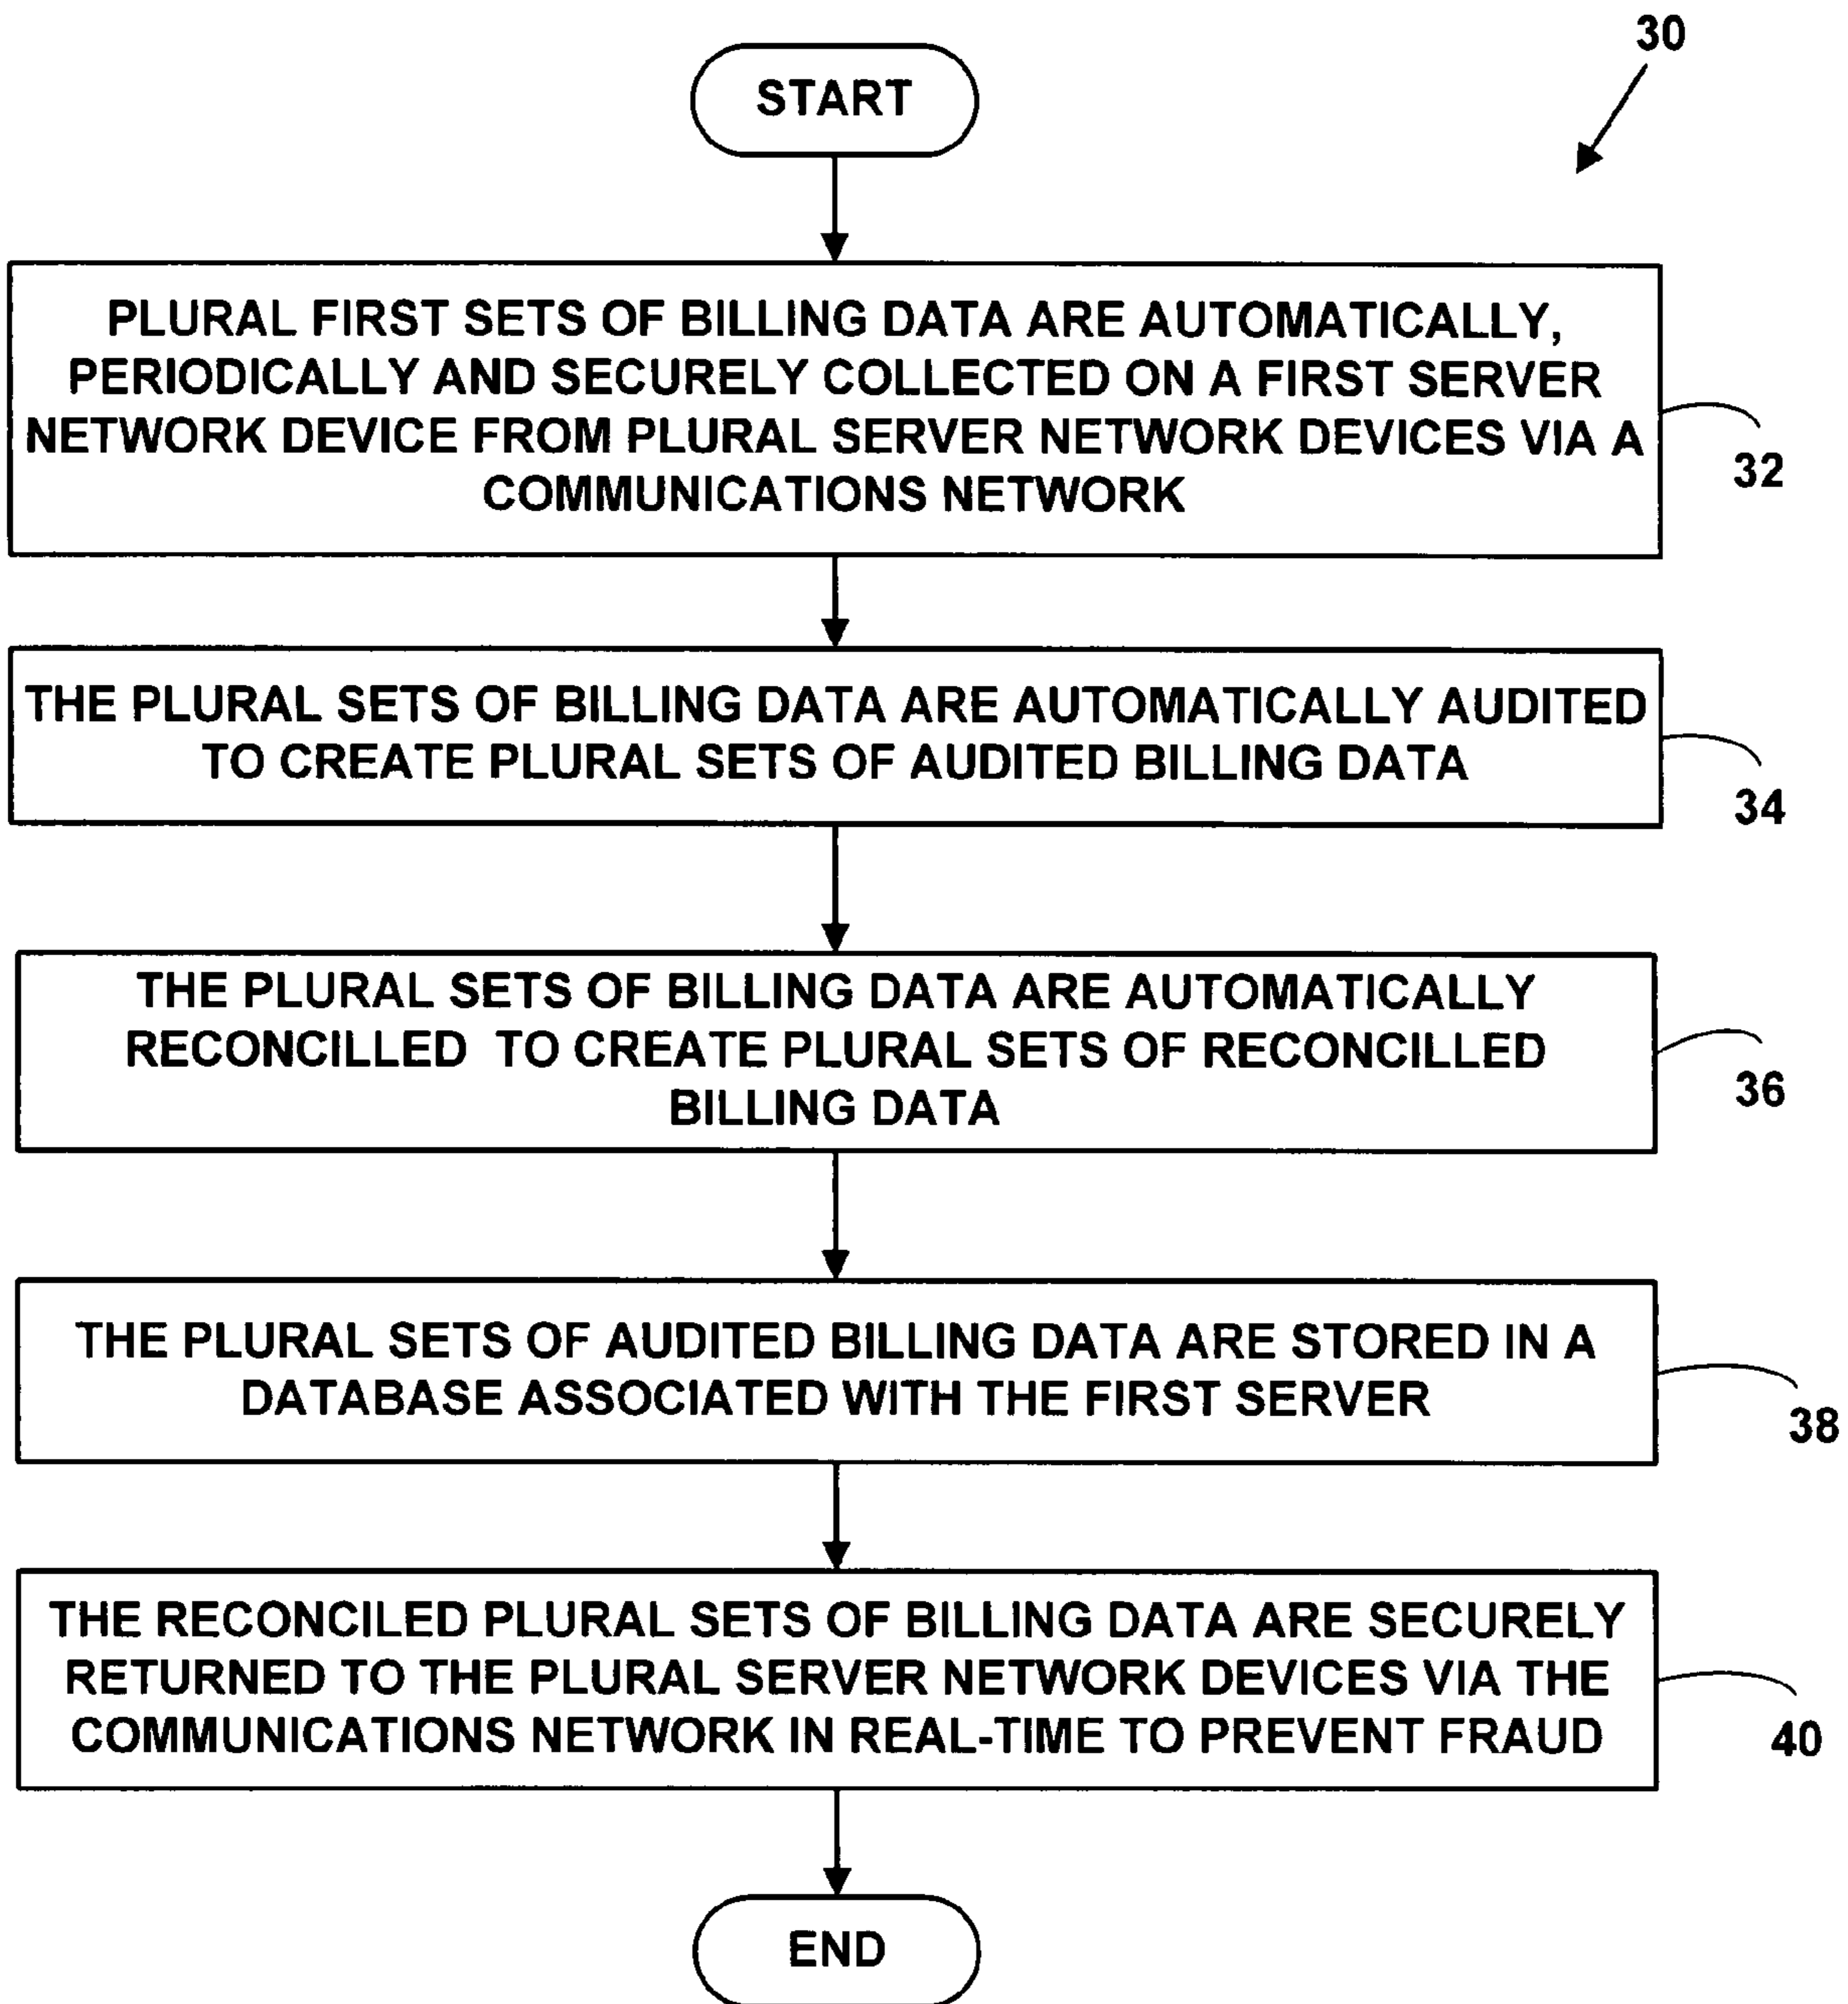 30
START
PLURAL FIRST SETS OF BILLING DATA ARE AUTOMATICALLY,
PERIODICALLY AND SECURELY COLLECTED ON A FIRST SERVER
NETWORK DEVICE FROM PLURAL SERVER NETWORK DEVICES VIA A
COMMUNICATIONS NETWORK
32
THE PLURAL SETS OF BILLING DATA ARE AUTOMATICALLY AUDITED
TO CREATE PLURAL SETS OF AUDITED BILLING DATA
34
THE PLURAL SETS OF BILLING DATA ARE AUTOMATICALLY
RECONCILLED TO CREATE PLURAL SETS OF RECONCILLED
BILLING DATA
36
THE PLURAL SETS OF AUDITED BILLING DATA ARE STORED IN A
DATABASE ASSOCIATED WITH THE FIRST SERVER
38
THE RECONCILED PLURAL SETS OF BILLING DATA ARE SECURELY
RETURNED TO THE PLURAL SERVER NETWORK DEVICES VIA THE
COMMUNICATIONS NETWORK IN REAL-TIME TO PREVENT FRAUD
40
END